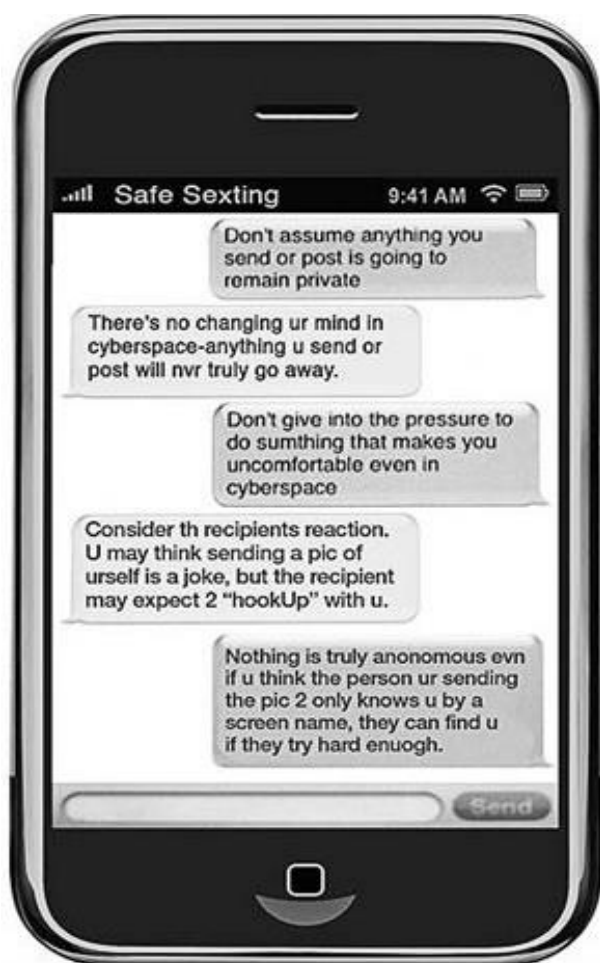 Safe Sexting 9:41 AM
Don't assume anything you
send or post is going to
remain private
There's no changing ur mind in
cyberspace-anything u send or
post will nvr truly go away.
Don't give into the pressure to
do sumthing that makes you
uncomfortable even in
cyberspace
Consider th recipients reaction.
U may think sending a pic of
urself is a joke, but the recipient
may expect 2 “hookUp” with u.
Nothing is truly anonomous evn
if u think the person ur sending
the pic 2 only knows u by a
screen name, they can find u
if they try hard enuogh.
Send